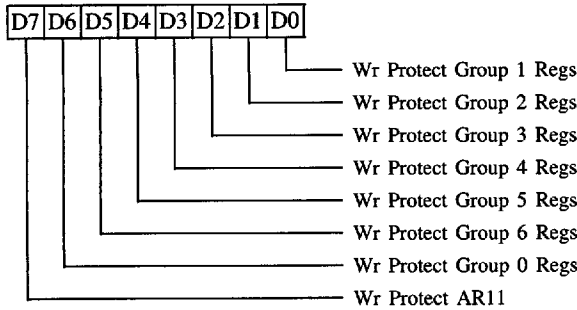 D7 D6 D5 D4 D3 D2 D1 D0
Wr Protect Group 1 Regs
Wr Protect Group 2 Regs
Wr Protect Group 3 Regs
Wr Protect Group 4 Regs
Wr Protect Group 5 Regs
Wr Protect Group 6 Regs
Wr Protect Group 0 Regs
Wr Protect AR11